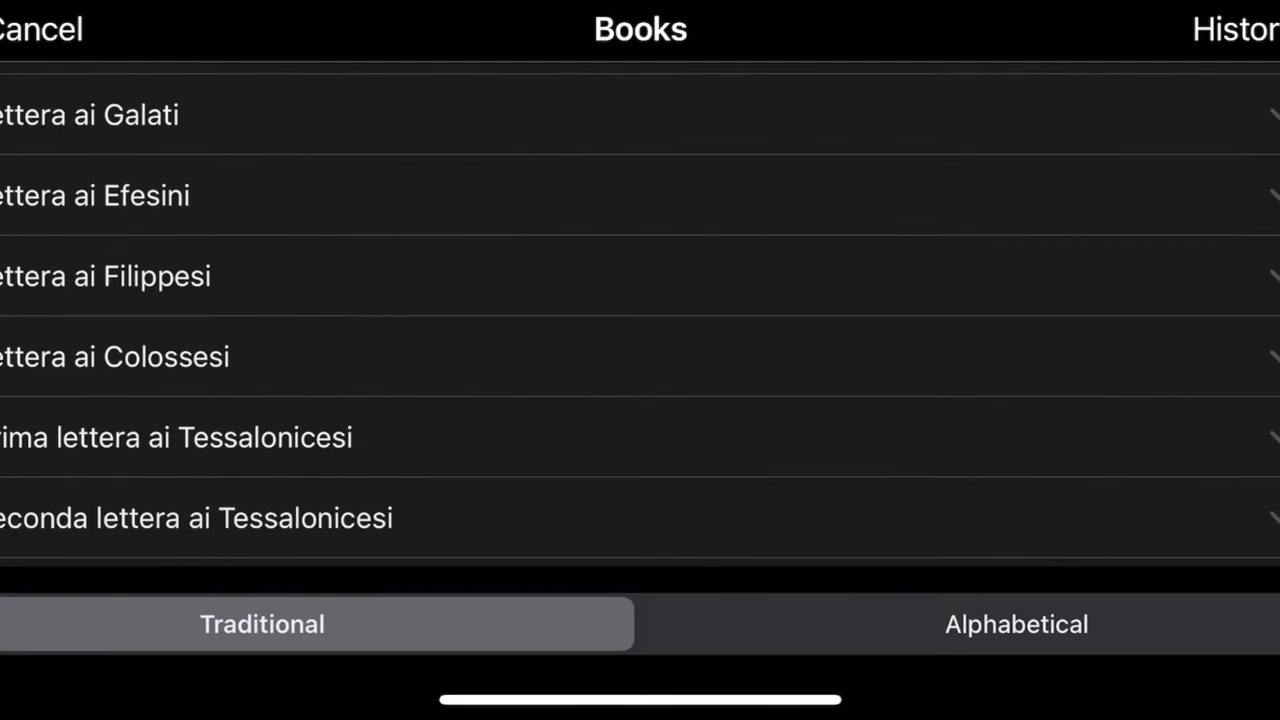 Cancel
Books
Histor
ettera ai Galati
ettera ai Efesini
ettera ai Filippesi
ettera ai Colossesi
rima lettera ai Tessalonicesi
econda lettera ai Tessalonicesi
Traditional
Alphabetical